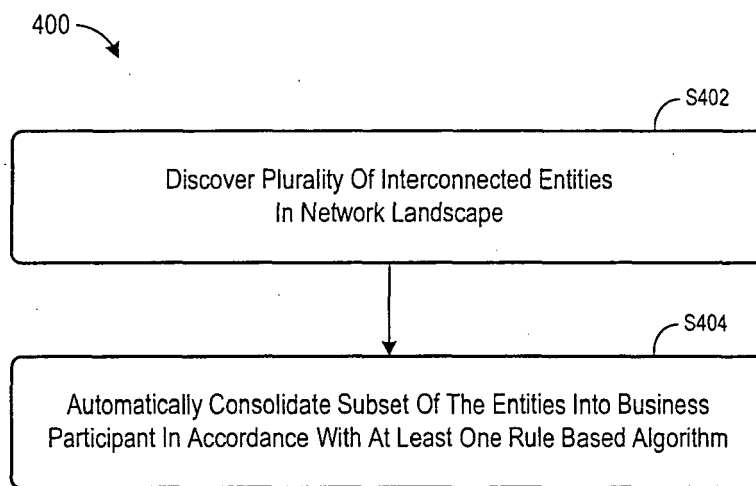 400
S402
Discover Plurality Of Interconnected Entities
In Network Landscape
S404
Automatically Consolidate Subset Of The Entities Into Business
Participant In Accordance With At Least One Rule Based Algorithm